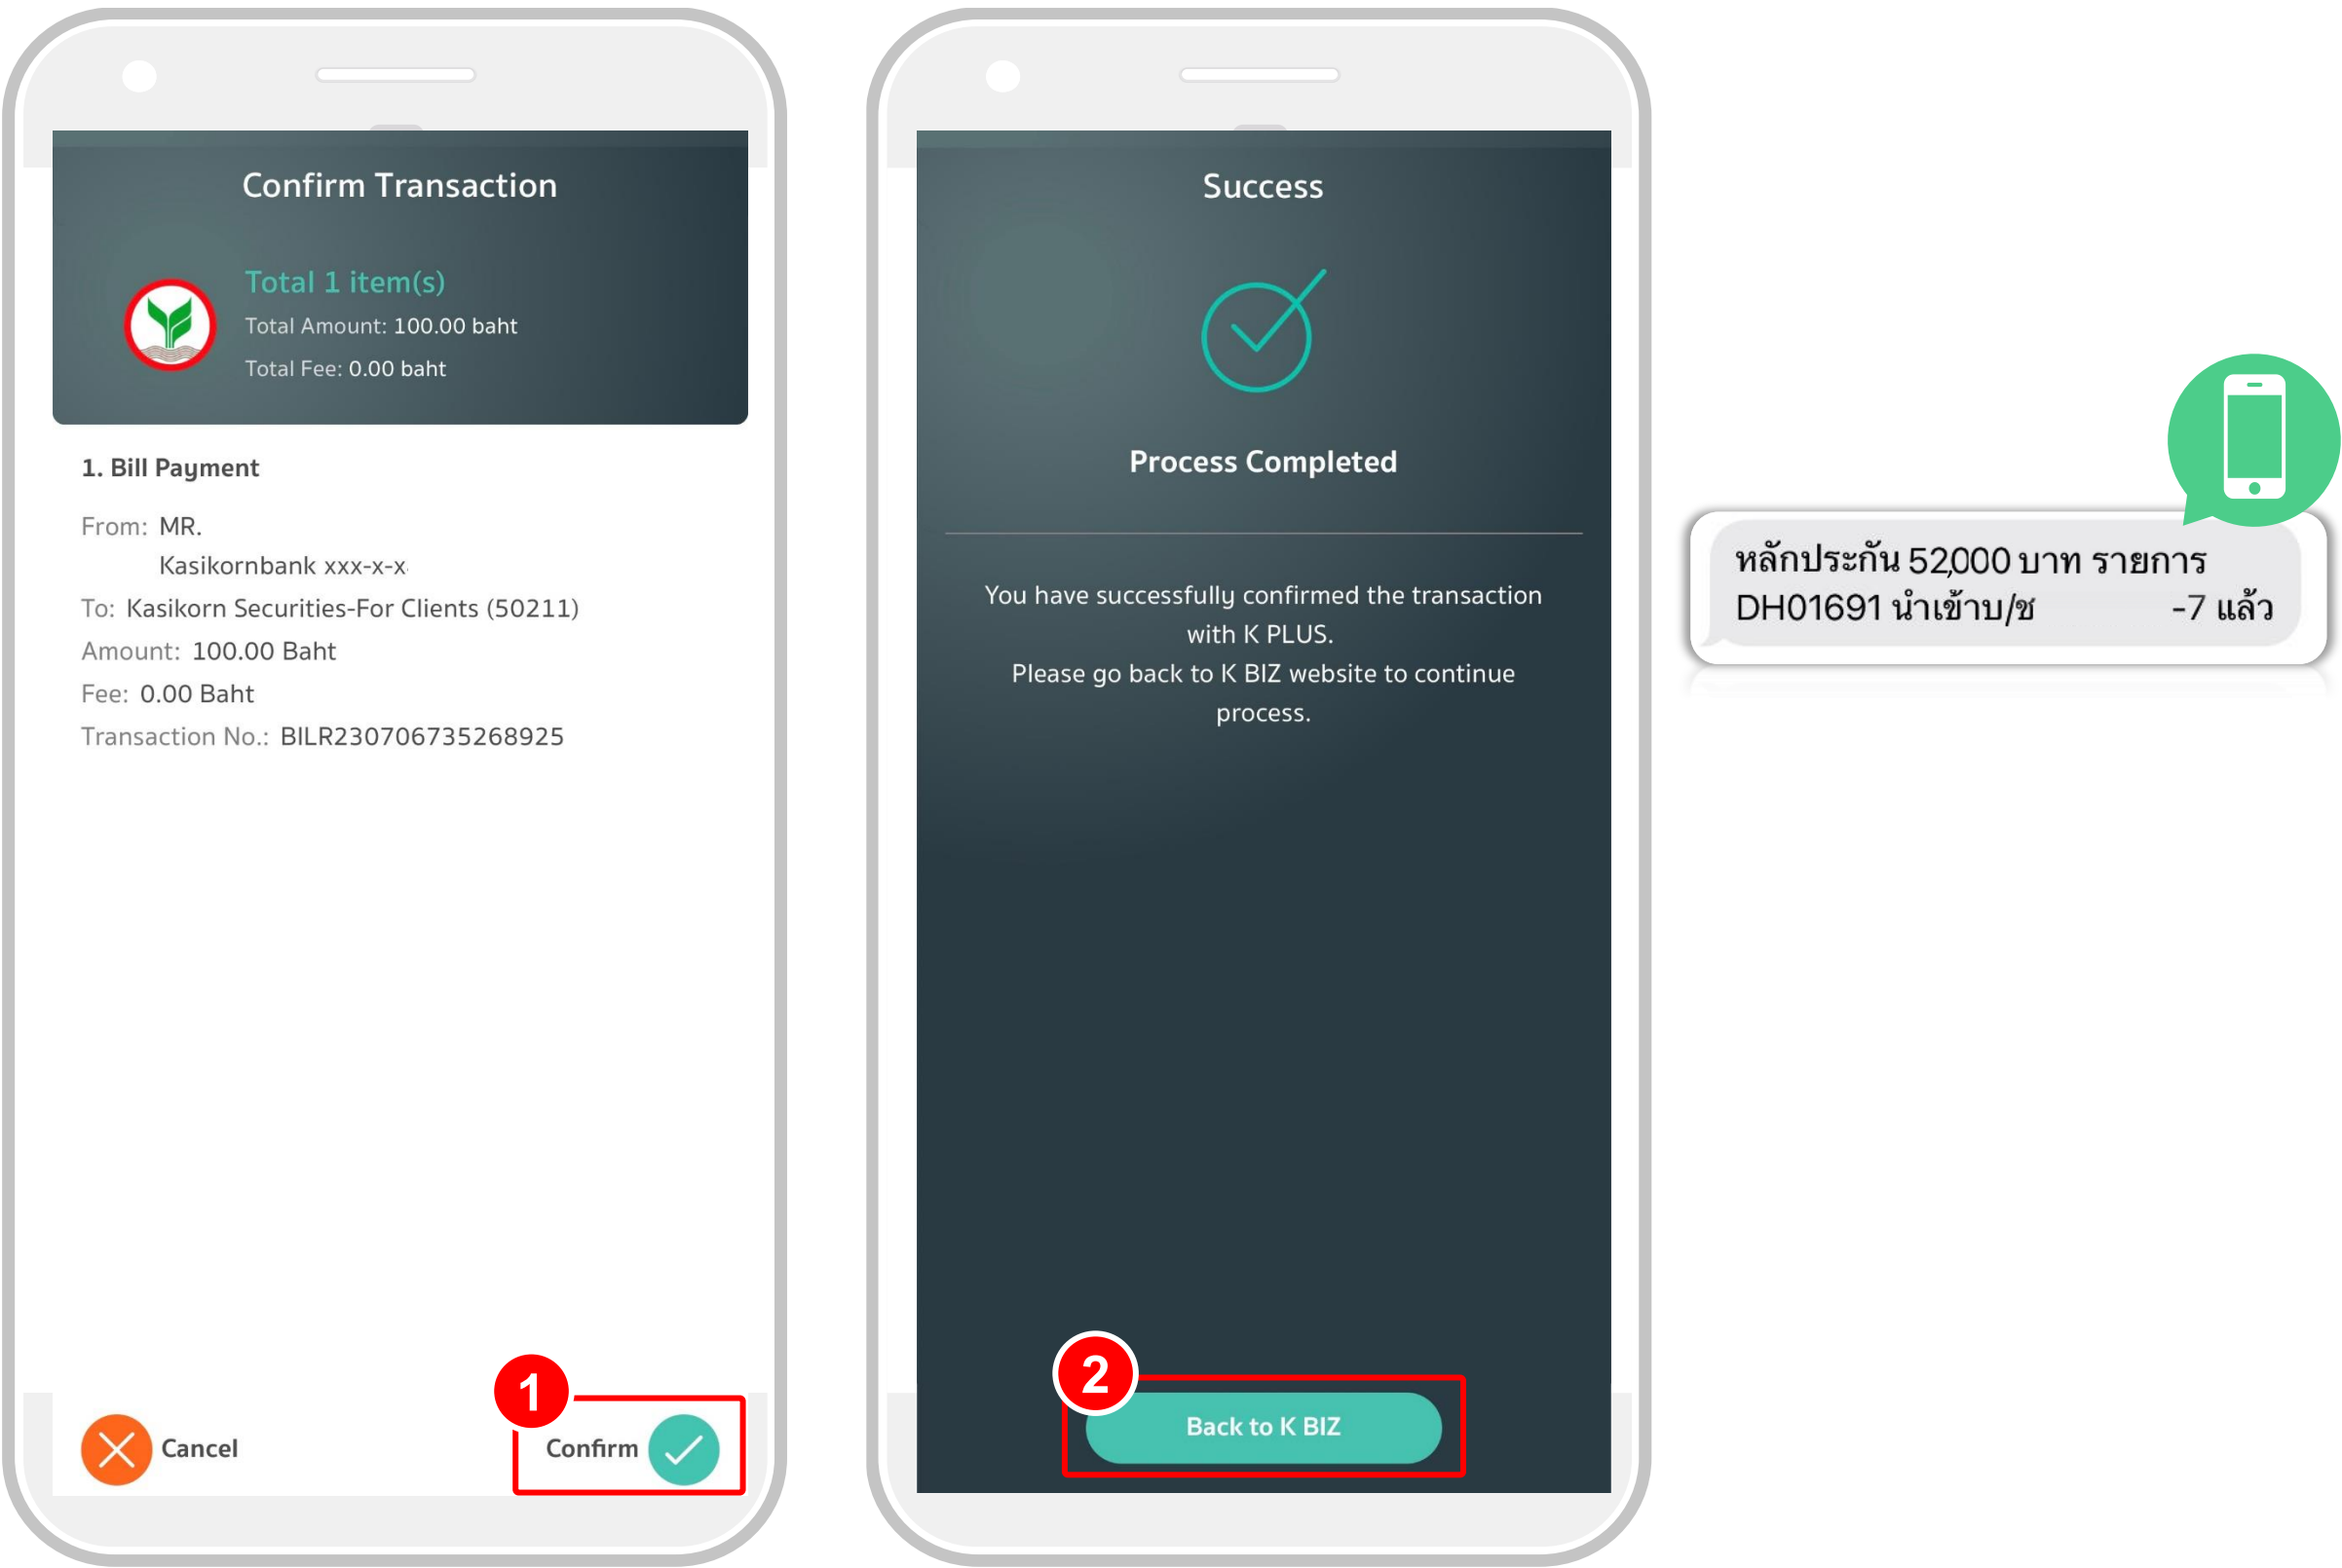 Confirm Transaction
Total 1 item(s)
Total Amount: 100.00 baht
Total Fee: 0.00 baht
1. Bill Payment
From: MR.
Kasikornbank xxx-x-x
To: Kasikorn Securities-For Clients (50211)
Amount: 100.00 Baht
Fee: 0.00 Baht
Transaction No.: BILR230706735268925
1
Cancel
Confirm
Success
Process Completed
You have successfully confirmed the transaction
with K PLUS.
Please go back to K BIZ website to continue
process.
2
Back to K BIZ
หลักประกัน 52,000 บาท รายการ
DH01691 นำเข้าบ/ช -7 แล้ว